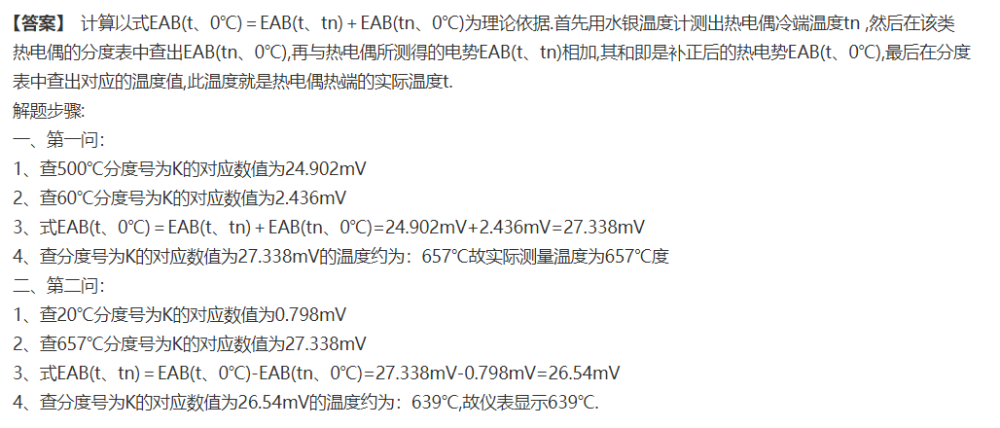 【答案】 计算以式EAB(t、0℃)＝EAB(t、tn)＋EAB(tn、0℃)为理论依据.首先用水银温度计测出热电偶冷端温度tn ,然后在该类
热电偶的分度表中查出EAB(tn、0℃),再与热电偶所测得的电势EAB(t、tn)相加,其和即是补正后的热电势EAB(t、0℃),最后在分度
表中查出对应的温度值,此温度就是热电偶热端的实际温度t.
解题步骤:
一、第一问：
1、查500℃分度号为K的对应数值为24.902mV
2、查60℃分度号为K的对应数值为2.436mV
3、式EAB(t、0℃)＝EAB(t、tn)＋EAB(tn、0℃)=24.902mV+2.436mV=27.338mV
4、查分度号为K的对应数值为27.338mV的温度约为：657℃故实际测量温度为657℃度
二、第二问：
1、查20℃分度号为K的对应数值为0.798mV
2、查657℃分度号为K的对应数值为27.338mV
3、式EAB(t、tn)＝EAB(t、0℃)-EAB(tn、0℃)=27.338mV-0.798mV=26.54mV
4、查分度号为K的对应数值为26.54mV的温度约为：639℃,故仪表显示639℃.